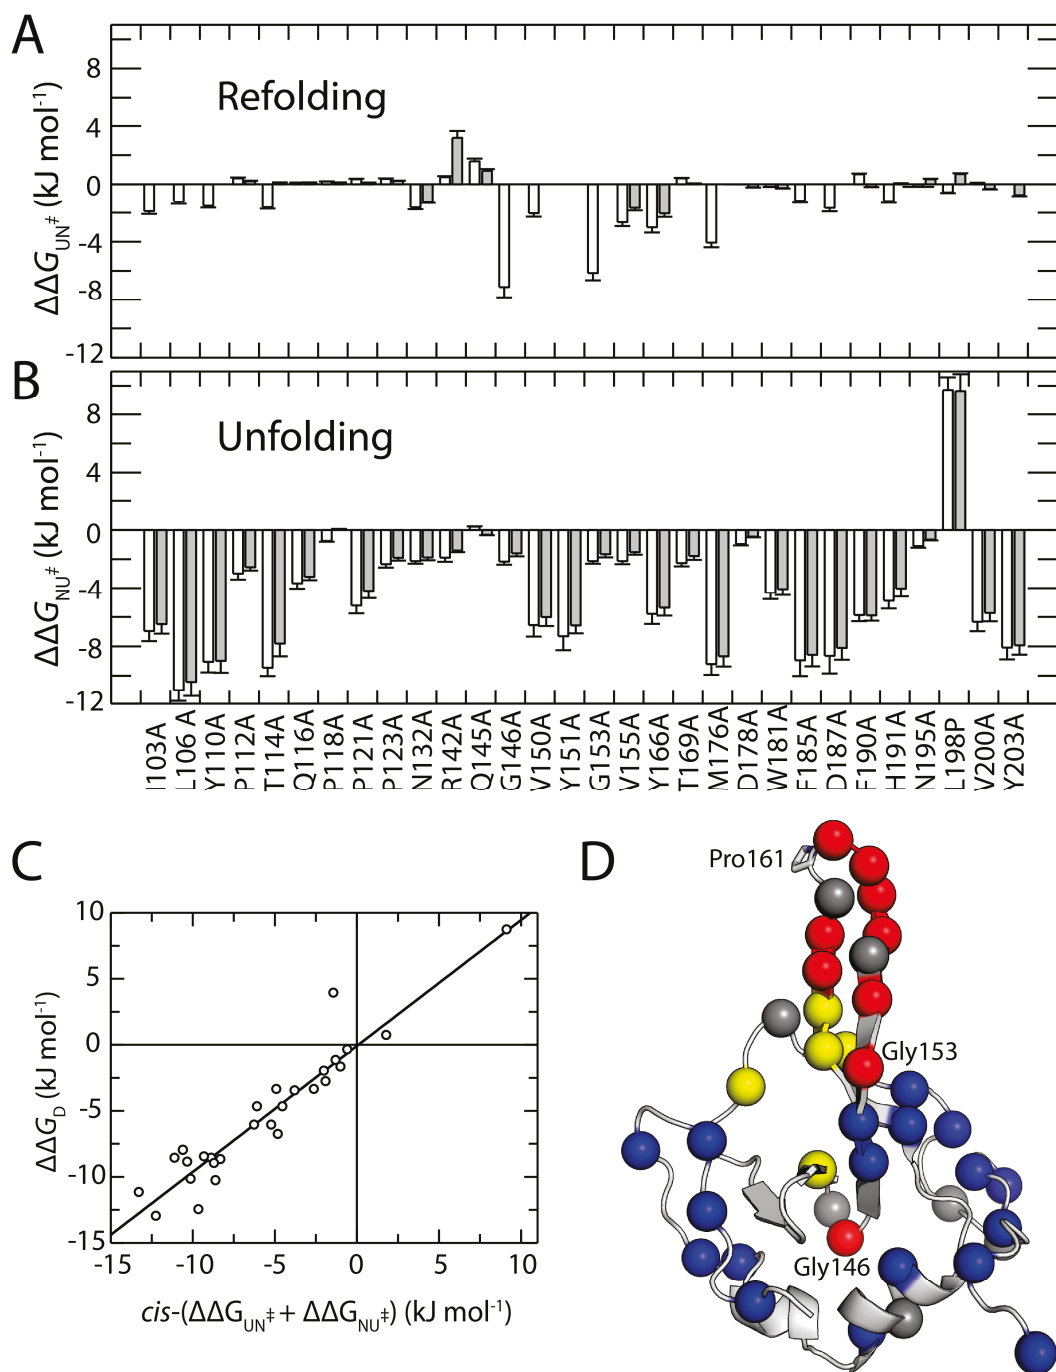 A
Refolding
ΔΔG_UN‡ (kJ mol⁻¹)
8
4
0
-4
-8
-12
B
Unfolding
ΔΔG_NU‡ (kJ mol⁻¹)
8
4
0
-4
-8
-12
I103A
L106 A
Y110A
P112A
T114A
Q116A
P118A
P121A
P123A
N132A
R142A
Q145A
G146A
V150A
Y151A
G153A
V155A
Y166A
T169A
M176A
D178A
W181A
F185A
D187A
F190A
H191A
N195A
L198P
V200A
Y203A
C
ΔΔG_D (kJ mol⁻¹)
10
5
0
-5
-10
-15
-15
-10
-5
0
5
10
cis-(ΔΔG_UN‡ + ΔΔG_NU‡) (kJ mol⁻¹)
D
Pro161
Gly153
Gly146